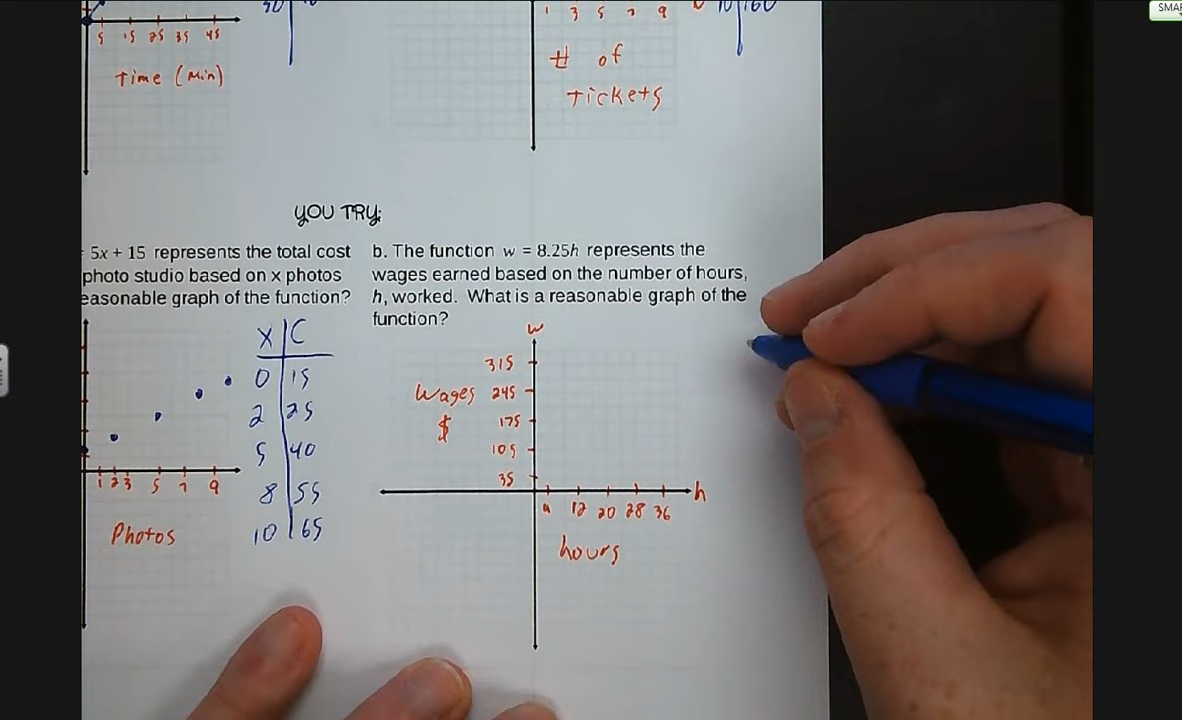 SMA
5 15 25 35 45
Time (Min)
1 3 5 7 9
10 160
# of
Tickets
YOU TRY:
5x + 15 represents the total cost
photo studio based on x photos
easonable graph of the function?
X C
0 15
2 25
5 40
8 55
10 65
1 2 3 5 7 9
Photos
b. The function w = 8.25h represents the
wages earned based on the number of hours,
h, worked. What is a reasonable graph of the
function?
w
315
Wages 245
$ 175
105
35
h
4 12 20 28 36
hours